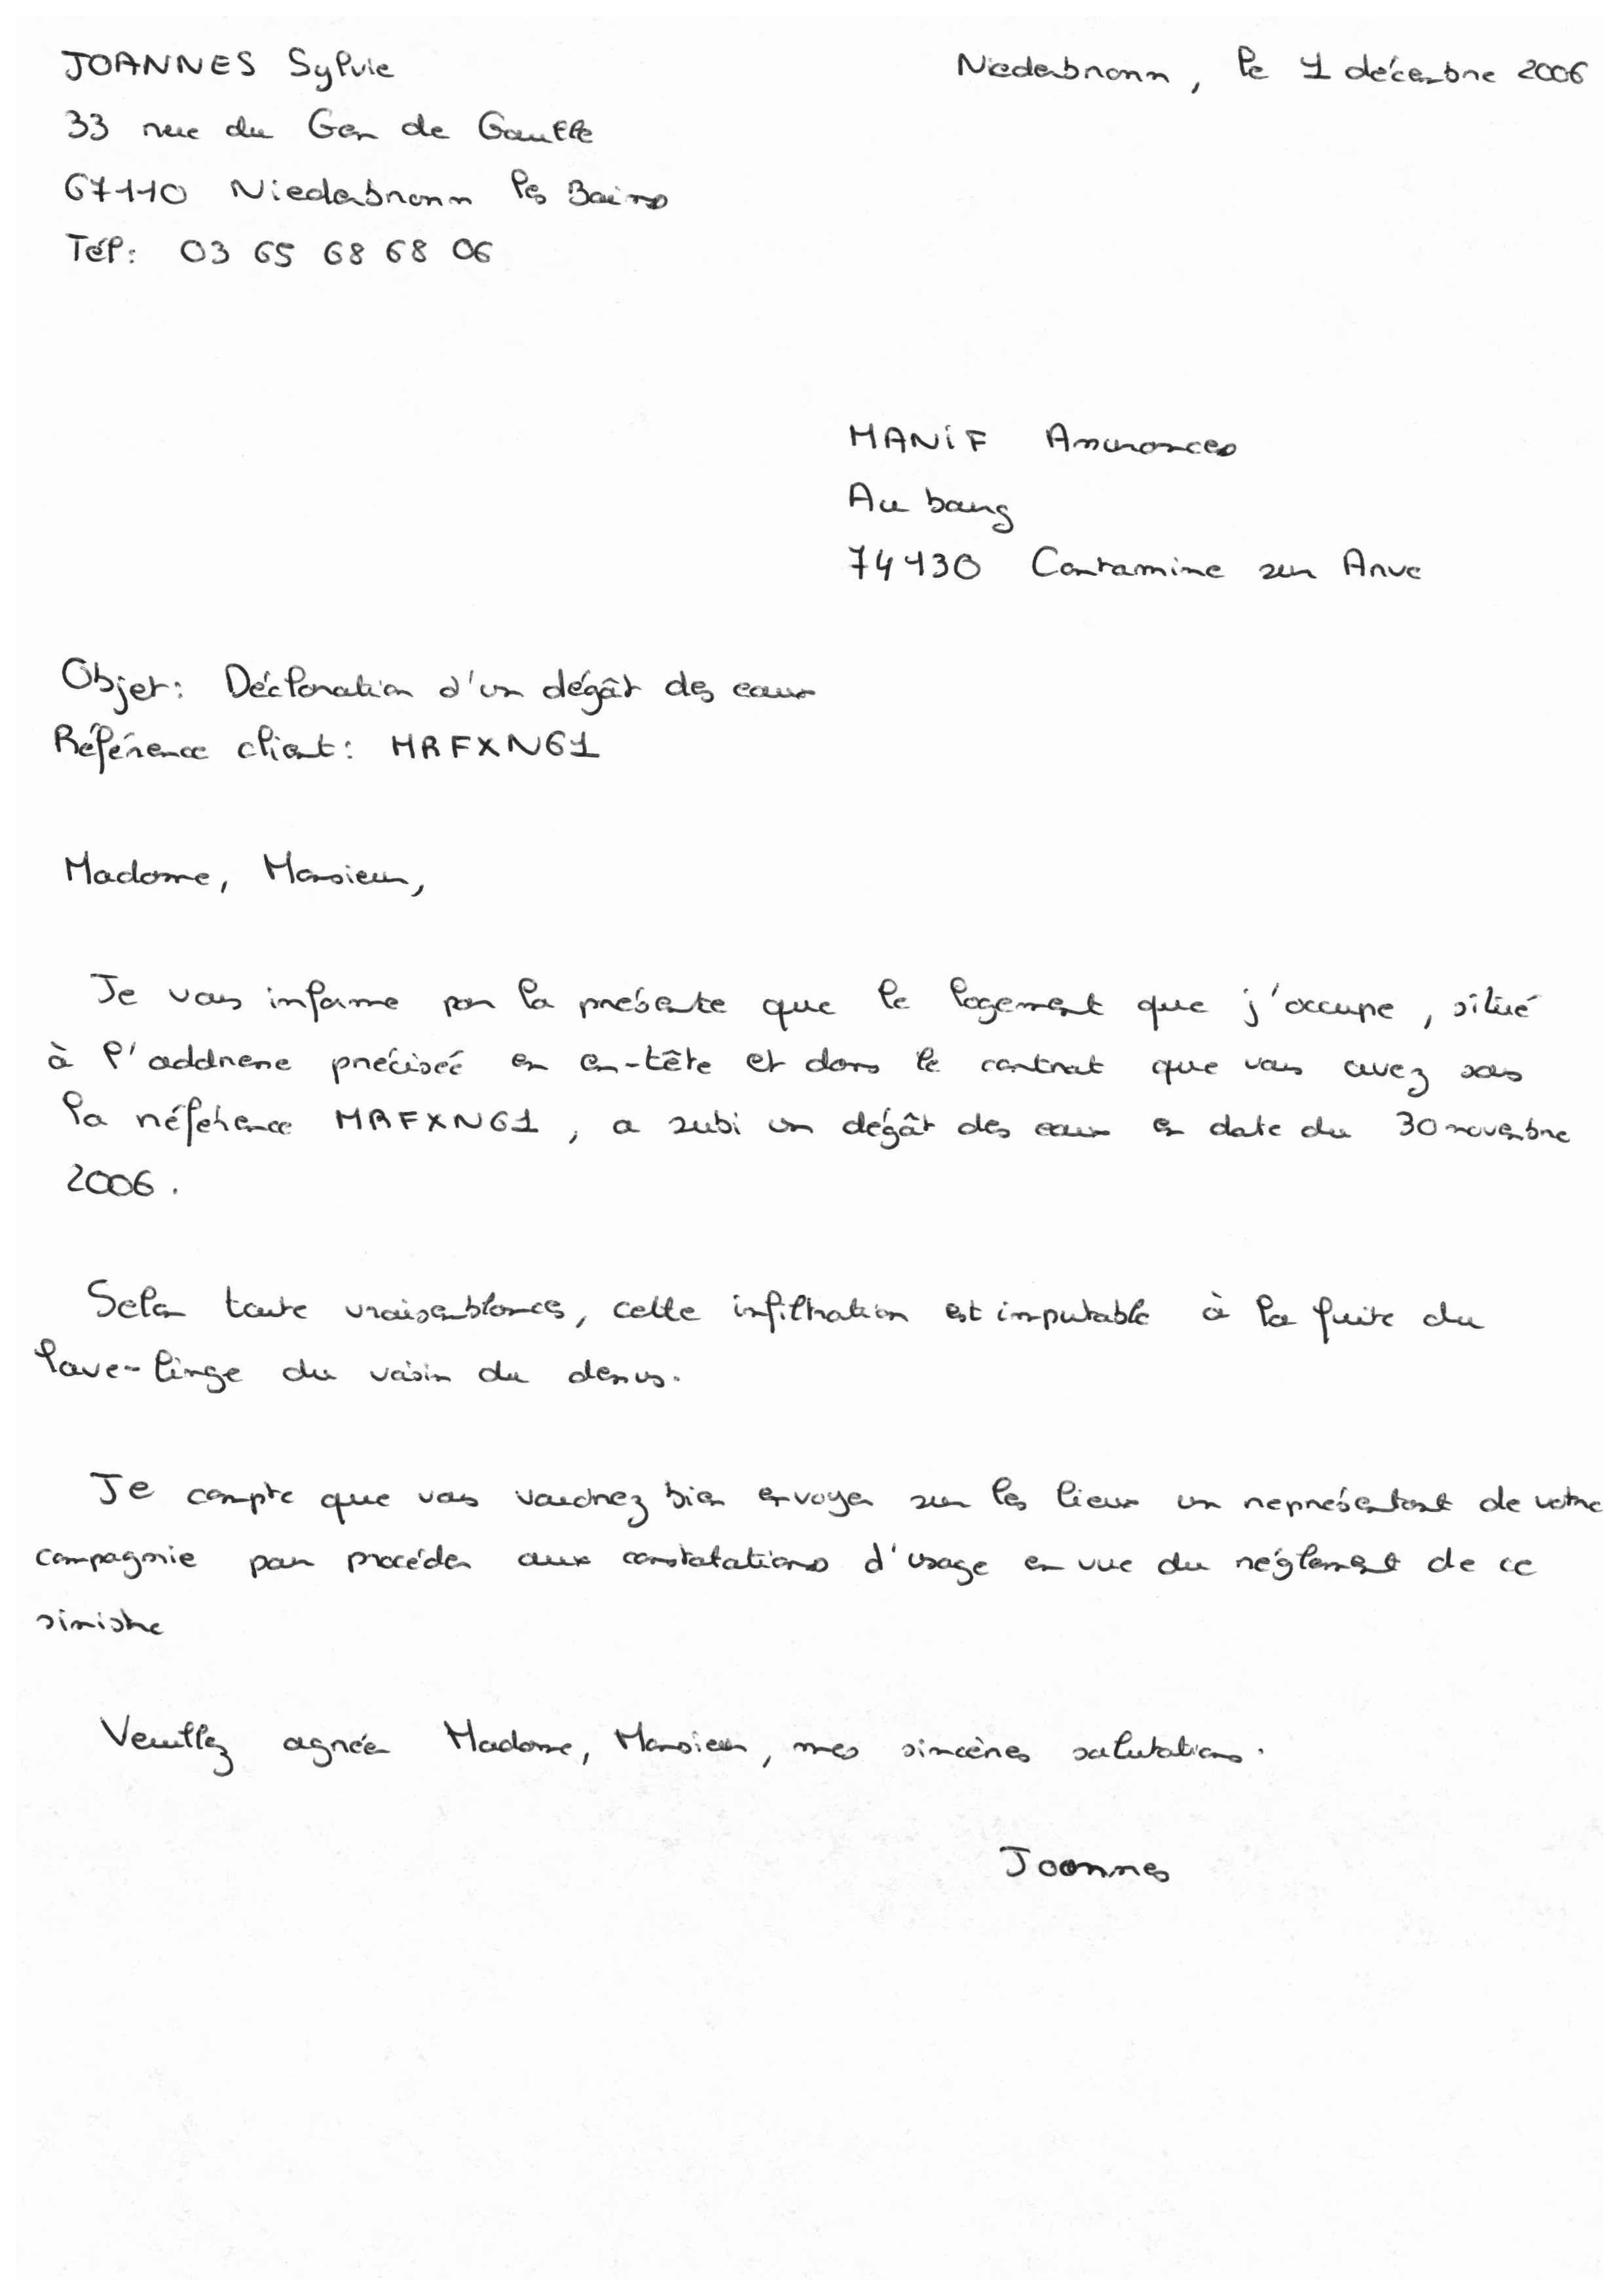 JOANNES Sylvie
Niederbronn, le 1 décembre 2006
33 rue du Gen de Gaulle
67110 Niederbronn les Bains
Tél: 03 65 68 68 06
MANIF Assurances
Au bourg
74130 Contamine sur Arve
Objet: Déclaration d'un dégât des eaux
Référence client: MRFXN61
Madame, Monsieur,
Je vous informe par la présente que le logement que j'occupe, situé
à l'addresse précisée en en-tête et dans le contrat que vous avez sous
la référence MRFXN61, a subi un dégât des eaux en date du 30 novembre
2006.
Selon toute vraisemblances, cette infiltration est imputable à la fuite du
lave-linge du voisin du dessus.
Je compte que vous voudrez bien envoyer sur les lieux un représentant de votre
compagnie pour procéder aux constatations d'usage en vue du réglement de ce
sinistre
Veuillez agréer Madame, Monsieur, mes sincères salutations.
Joannes